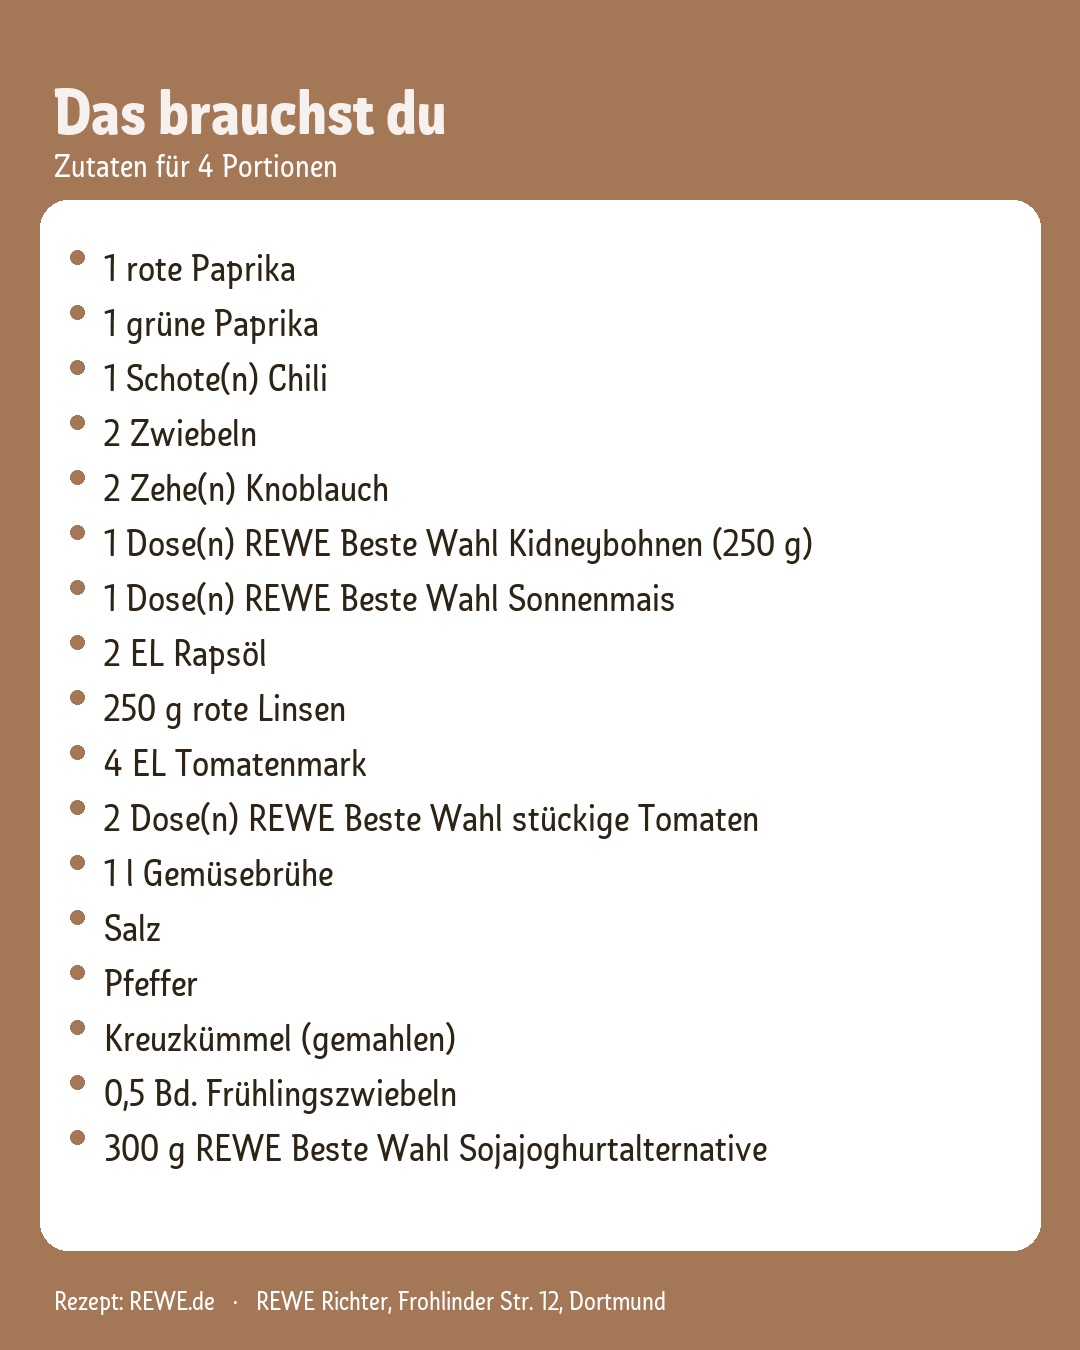 Das brauchst du
Zutaten für 4 Portionen
1 rote Paprika
1 grüne Paprika
1 Schote(n) Chili
2 Zwiebeln
2 Zehe(n) Knoblauch
1 Dose(n) REWE Beste Wahl Kidneybohnen (250 g)
1 Dose(n) REWE Beste Wahl Sonnenmais
2 EL Rapsöl
250 g rote Linsen
4 EL Tomatenmark
2 Dose(n) REWE Beste Wahl stückige Tomaten
1 l Gemüsebrühe
Salz
Pfeffer
Kreuzkümmel (gemahlen)
0,5 Bd. Frühlingszwiebeln
300 g REWE Beste Wahl Sojajoghurtalternative
Rezept: REWE.de · REWE Richter, Frohlinder Str. 12, Dortmund